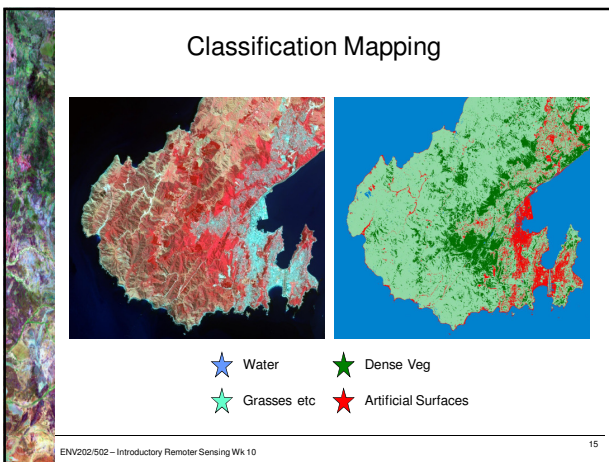 Classification Mapping
Water
Dense Veg
Grasses etc
Artificial Surfaces
ENV202/502 – Introductory Remoter Sensing Wk 10
15